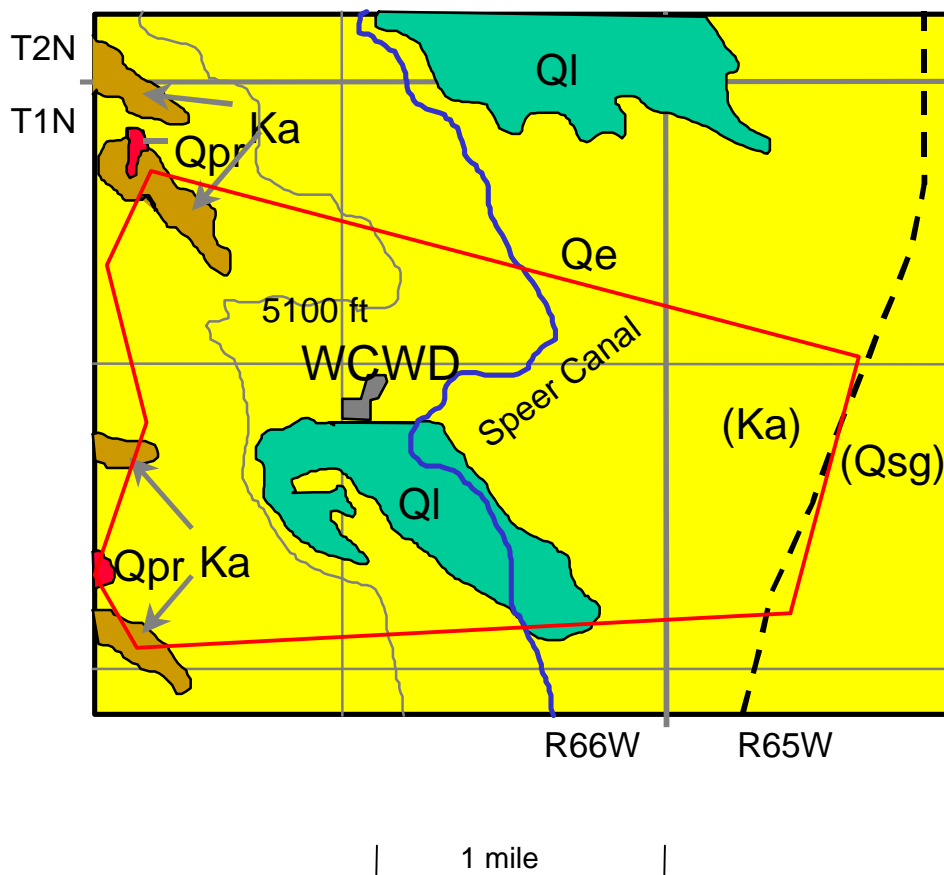 T2N
Ql
T1N
Ka
Qpr
Qe
5100 ft
WCWD
Speer Canal
(Ka)
(Qsg)
Ql
Qpr
Ka
R66W
R65W
1 mile